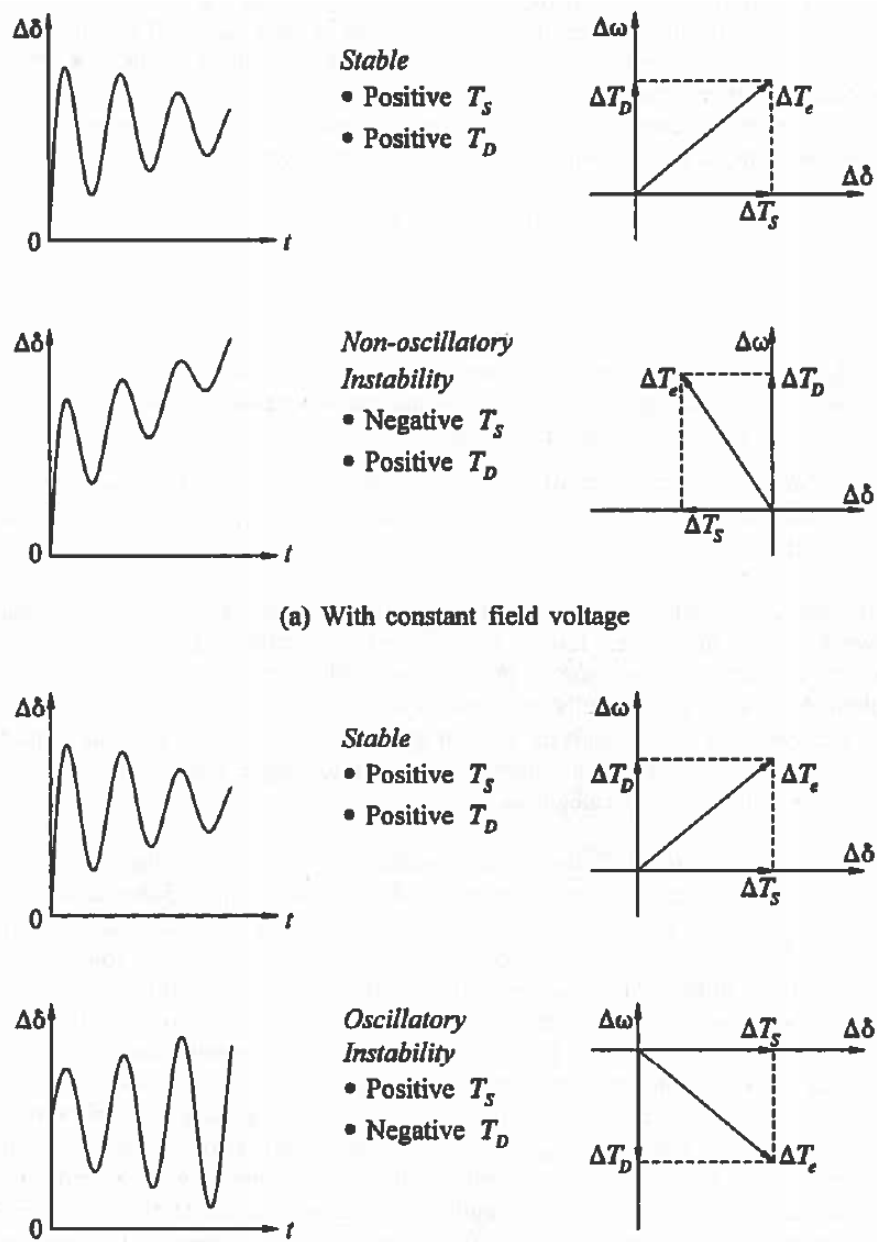 Δδ
0
t
Stable
• Positive T_S
• Positive T_D
Δω
ΔT_D
ΔT_e
Δδ
ΔT_S
Δδ
0
t
Non-oscillatory
Instability
• Negative T_S
• Positive T_D
Δω
ΔT_e
ΔT_D
Δδ
ΔT_S
(a) With constant field voltage
Δδ
0
t
Stable
• Positive T_S
• Positive T_D
Δω
ΔT_D
ΔT_e
Δδ
ΔT_S
Δδ
0
t
Oscillatory
Instability
• Positive T_S
• Negative T_D
Δω
ΔT_S
Δδ
ΔT_D
ΔT_e